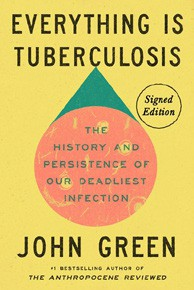 EVERYTHING IS
TUBERCULOSIS
Signed
Edition
THE
HISTORY AND
PERSISTENCE OF
OUR DEADLIEST
INFECTION
JOHN GREEN
#1 BESTSELLING AUTHOR OF
THE ANTHROPOCENE REVIEWED